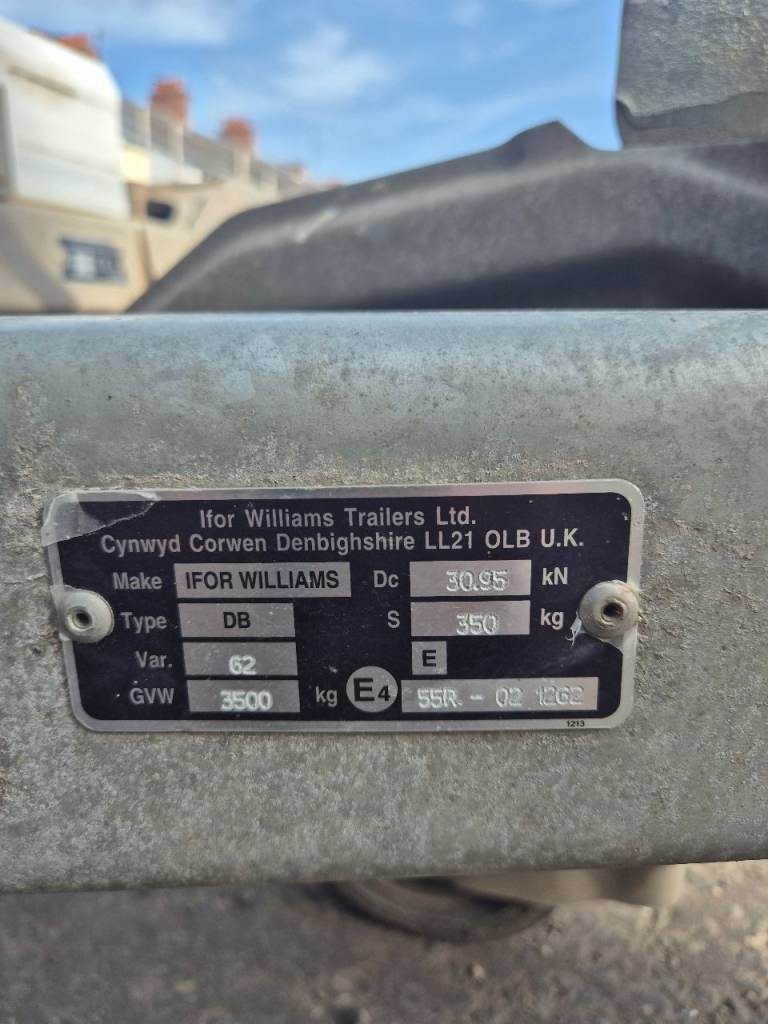 Ifor Williams Trailers Ltd.
Cynwyd Corwen Denbighshire LL21 OLB U.K.
Make IFOR WILLIAMS Dc 30.95 kN
Type DB S 350 kg
Var. G2 E
GVW 3500 kg E4 55R - 02 1262
1213